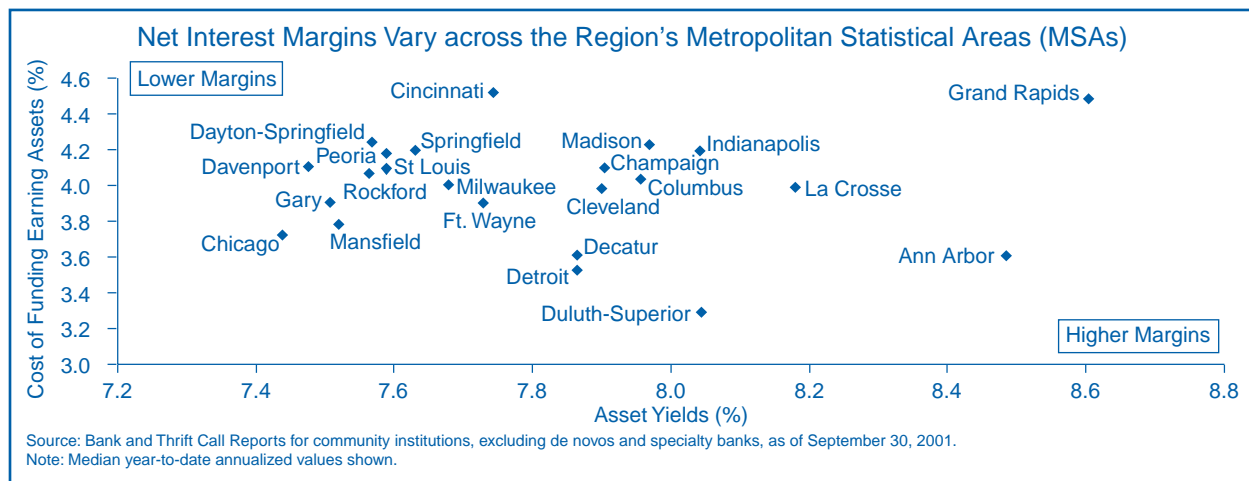 Net Interest Margins Vary across the Region’s Metropolitan Statistical Areas (MSAs)
Cost of Funding Earning Assets (%)
4.6
4.4
4.2
4.0
3.8
3.6
3.4
3.2
3.0
Lower Margins
Cincinnati
Grand Rapids
Dayton-Springfield
Springfield
Madison
Indianapolis
Peoria
Davenport
St Louis
Champaign
Rockford
Milwaukee
Columbus
La Crosse
Gary
Cleveland
Ft. Wayne
Chicago
Mansfield
Decatur
Ann Arbor
Detroit
Duluth-Superior
Higher Margins
7.2 7.4 7.6 7.8 8.0 8.2 8.4 8.6 8.8
Asset Yields (%)
Source: Bank and Thrift Call Reports for community institutions, excluding de novos and specialty banks, as of September 30, 2001.
Note: Median year-to-date annualized values shown.